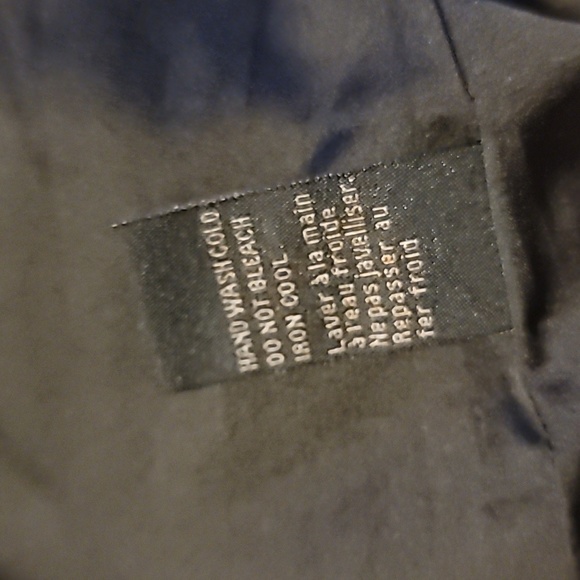 HAND WASH COLD
DO NOT BLEACH
IRON COOL
Laver à la main
à l'eau froide
Ne pas javelliser.
Repasser au
fer froid